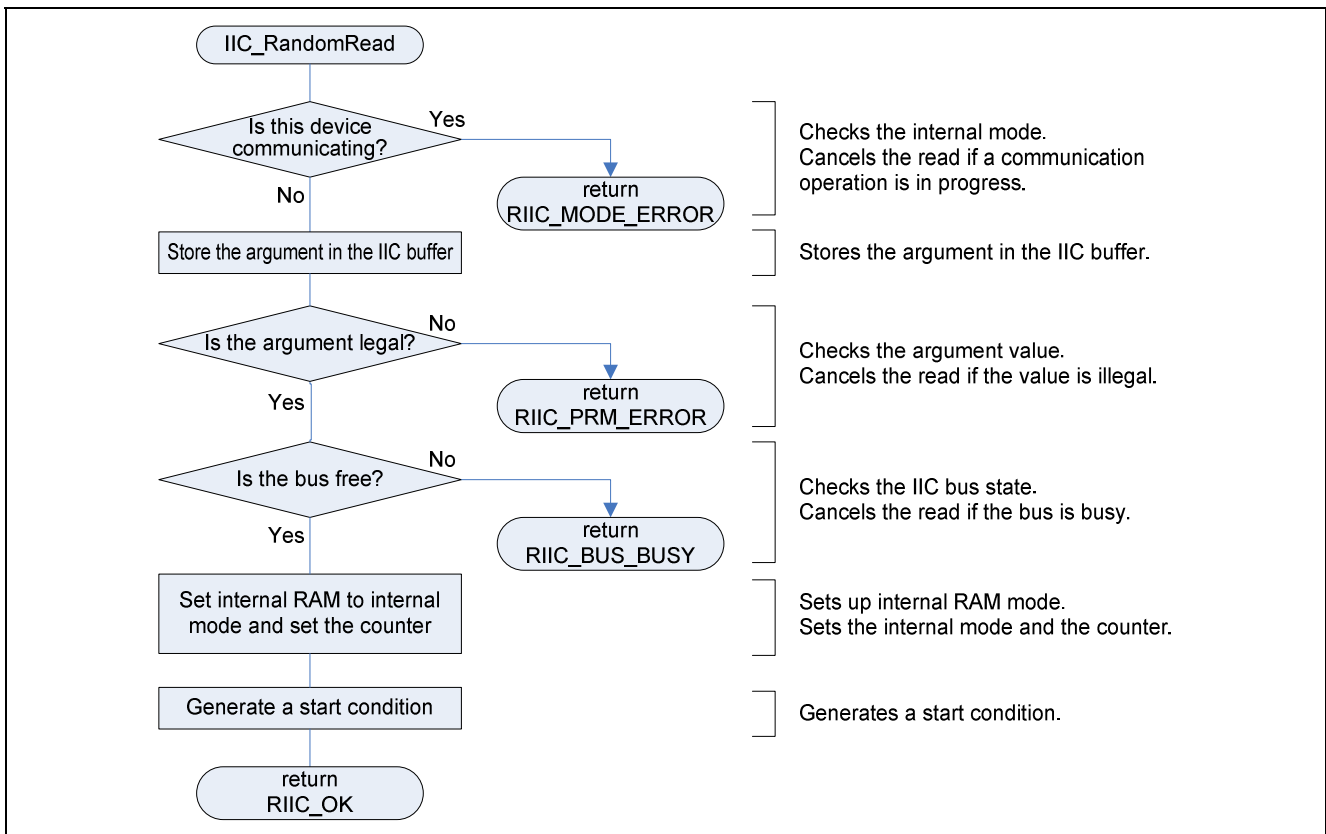 IIC_RandomRead
Is this device
communicating?
Yes
No
return
RIIC_MODE_ERROR
Checks the internal mode.
Cancels the read if a communication
operation is in progress.
Store the argument in the IIC buffer
Stores the argument in the IIC buffer.
Is the argument legal?
No
Yes
return
RIIC_PRM_ERROR
Checks the argument value.
Cancels the read if the value is illegal.
Is the bus free?
No
Yes
return
RIIC_BUS_BUSY
Checks the IIC bus state.
Cancels the read if the bus is busy.
Set internal RAM to internal
mode and set the counter
Sets up internal RAM mode.
Sets the internal mode and the counter.
Generate a start condition
Generates a start condition.
return
RIIC_OK